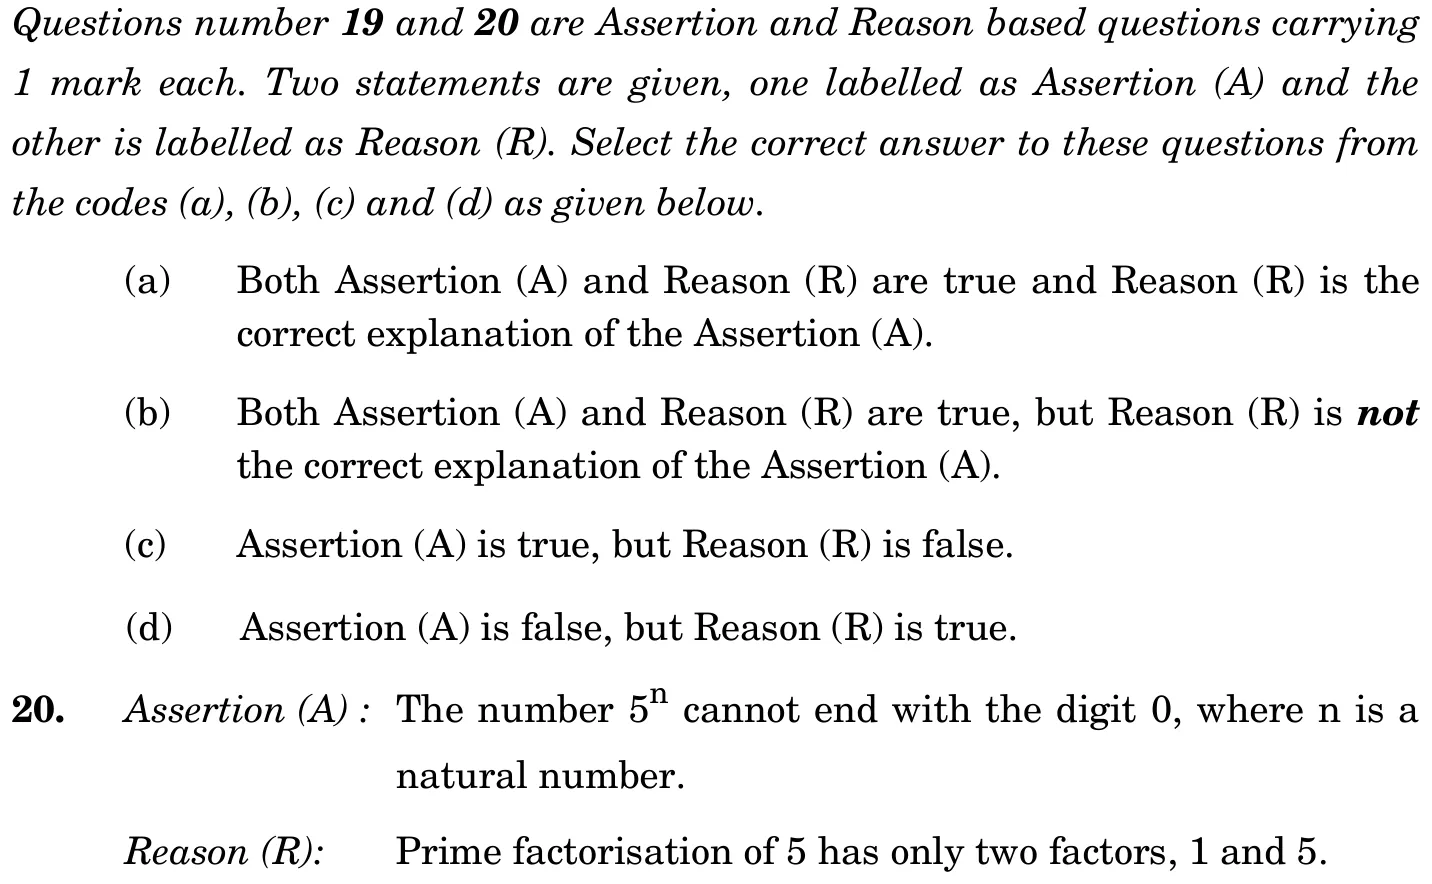 Questions number 19 and 20 are Assertion and Reason based questions carrying
1 mark each. Two statements are given, one labelled as Assertion (A) and the
other is labelled as Reason (R). Select the correct answer to these questions from
the codes (a), (b), (c) and (d) as given below.
(a) Both Assertion (A) and Reason (R) are true and Reason (R) is the
correct explanation of the Assertion (A).
(b) Both Assertion (A) and Reason (R) are true, but Reason (R) is not
the correct explanation of the Assertion (A).
(c) Assertion (A) is true, but Reason (R) is false.
(d) Assertion (A) is false, but Reason (R) is true.
20. Assertion (A) : The number 5ⁿ cannot end with the digit 0, where n is a
natural number.
Reason (R): Prime factorisation of 5 has only two factors, 1 and 5.